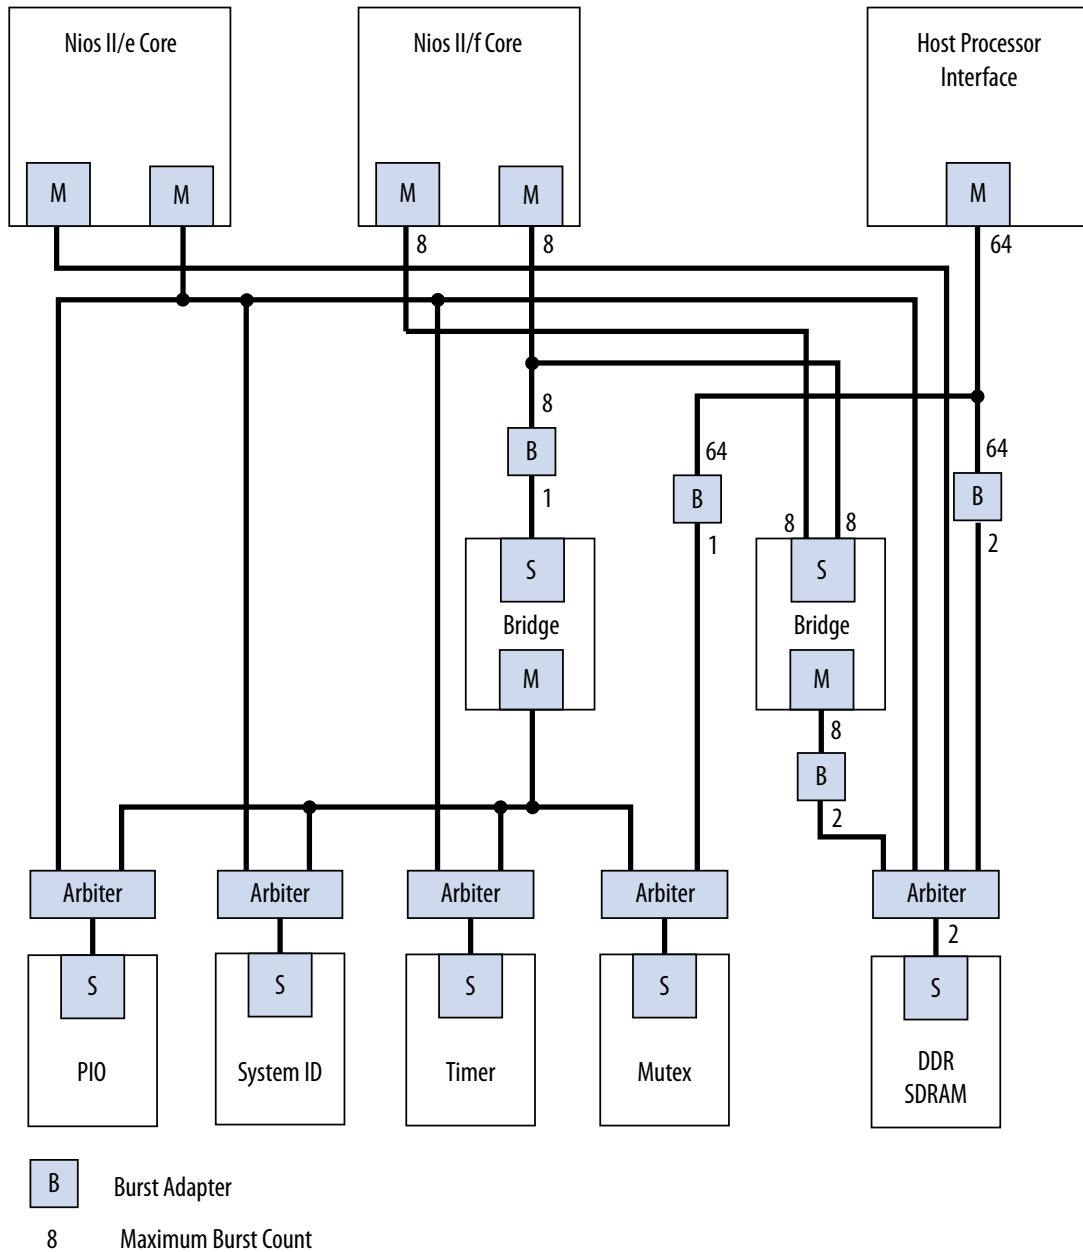 Nios II/e Core
Nios II/f Core
Host Processor
Interface
M
M
M
M
M
8
8
64
8
B
1
64
B
1
64
B
2
8
8
S
Bridge
M
S
Bridge
M
8
B
2
Arbiter
Arbiter
Arbiter
Arbiter
Arbiter
2
S
S
S
S
S
PIO
System ID
Timer
Mutex
DDR
SDRAM
B
Burst Adapter
8
Maximum Burst Count